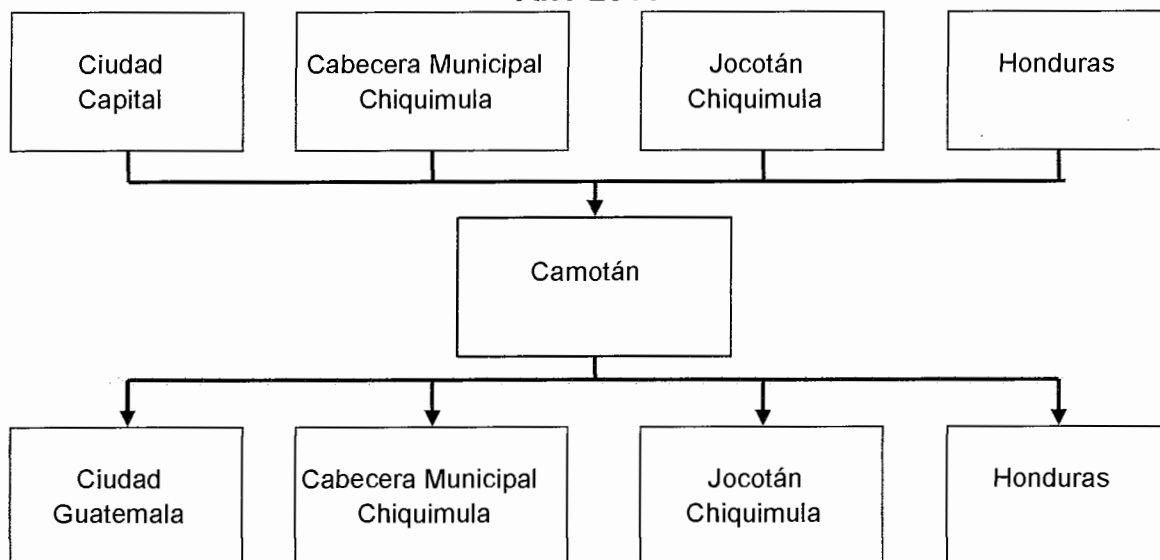 Ciudad
Capital
Cabecera Municipal
Chiquimula
Jocotán
Chiquimula
Honduras
Camotán
Ciudad
Guatemala
Cabecera Municipal
Chiquimula
Jocotán
Chiquimula
Honduras